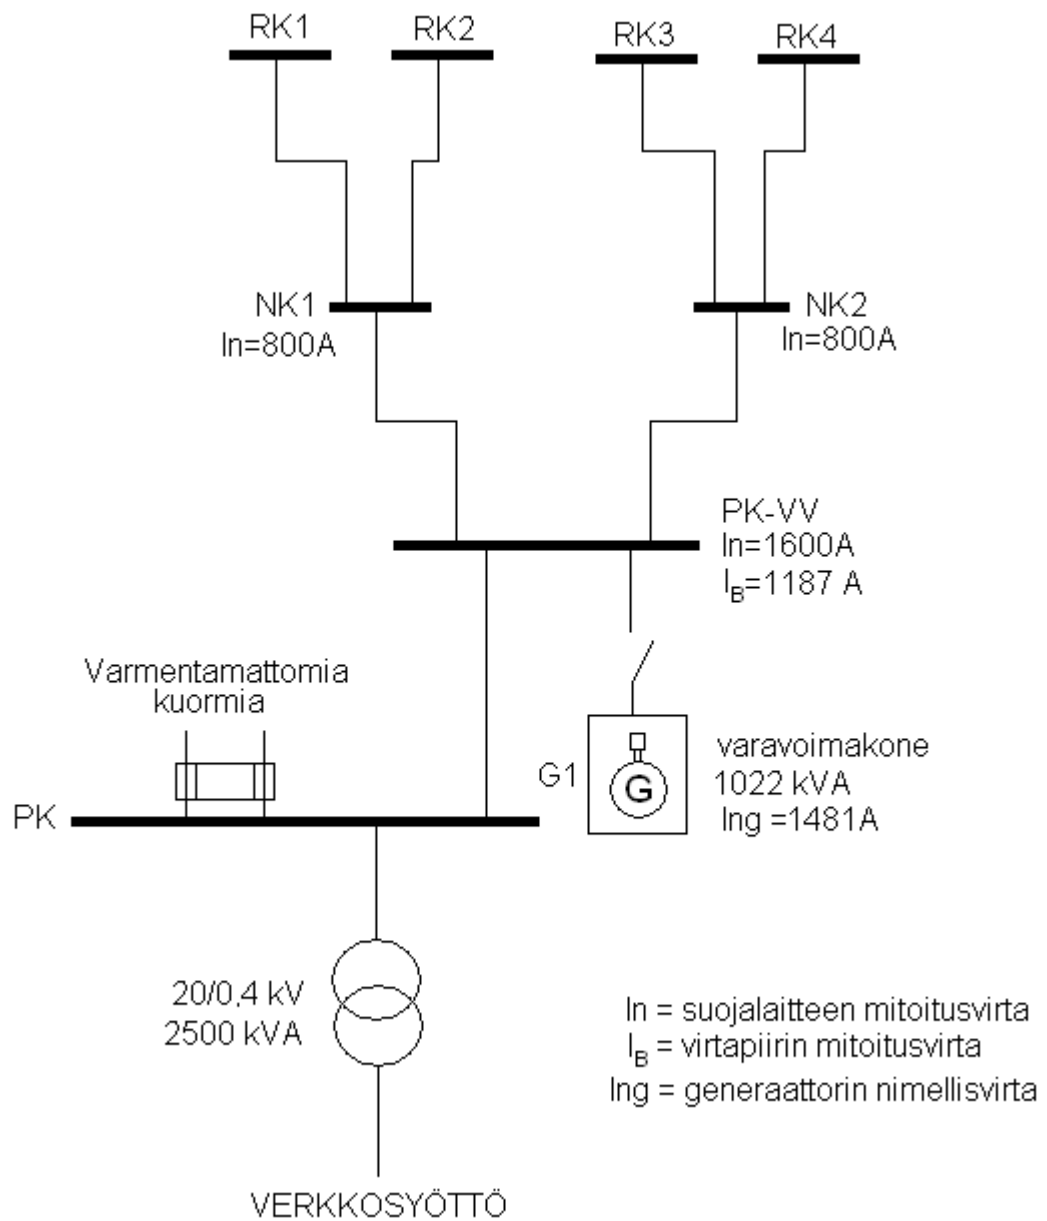 RK1
RK2
RK3
RK4
NK1
In=800A
NK2
In=800A
PK-VV
In=1600A
IB=1187 A
Varmentamattomia
kuormia
G1
G
varavoimakone
1022 kVA
Ing =1481A
PK
20/0,4 kV
2500 kVA
In = suojalaitteen mitoitusvirta
IB = virtapiirin mitoitusvirta
Ing = generaattorin nimellisvirta
VERKKOSYÖTTÖ